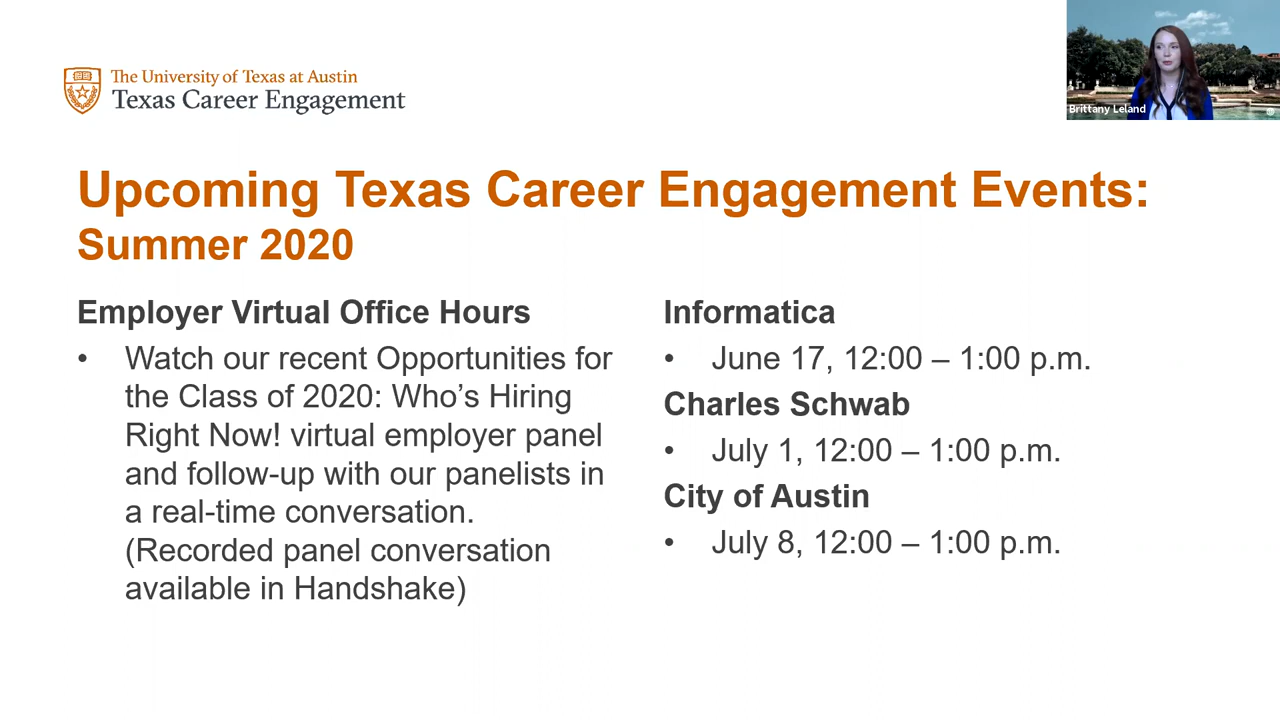 The University of Texas at Austin
Texas Career Engagement
Brittany Leland
Upcoming Texas Career Engagement Events:
Summer 2020
Employer Virtual Office Hours
• Watch our recent Opportunities for
the Class of 2020: Who’s Hiring
Right Now! virtual employer panel
and follow-up with our panelists in
a real-time conversation.
(Recorded panel conversation
available in Handshake)
Informatica
• June 17, 12:00 – 1:00 p.m.
Charles Schwab
• July 1, 12:00 – 1:00 p.m.
City of Austin
• July 8, 12:00 – 1:00 p.m.